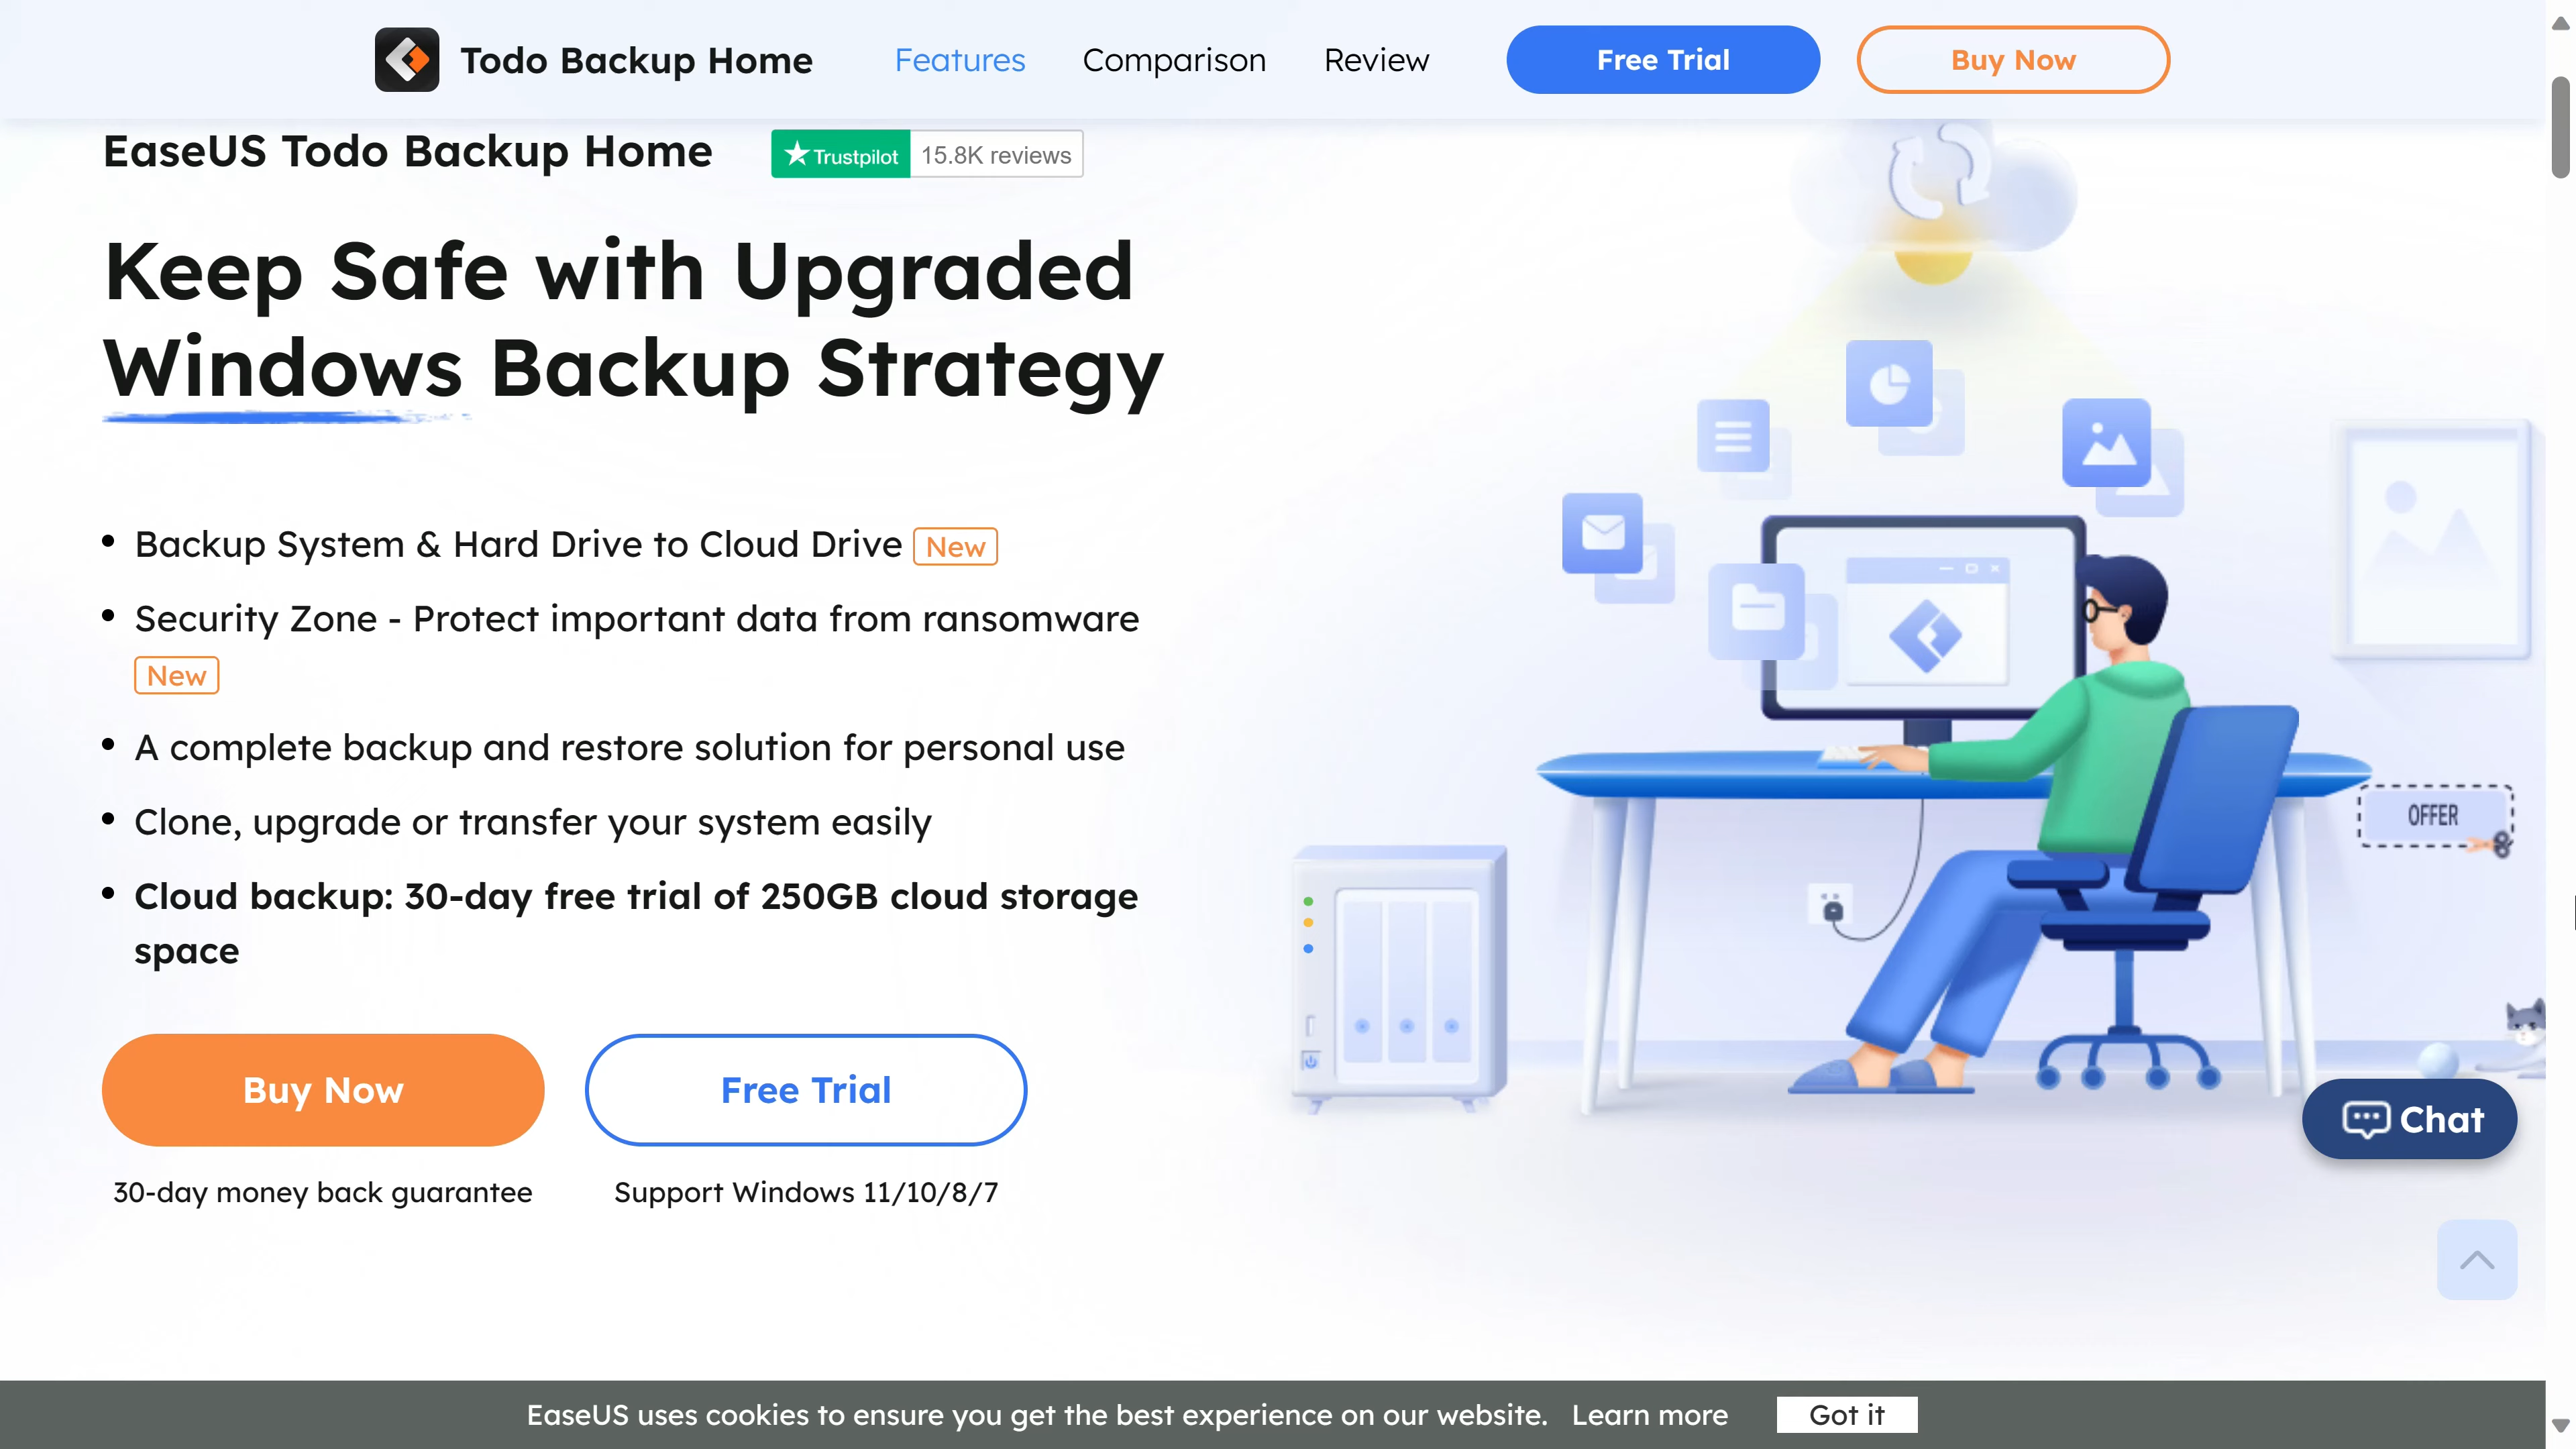 Todo Backup Home Features Comparison Review Free Trial Buy Now
EaseUS Todo Backup Home Trustpilot 15.8K reviews
Keep Safe with Upgraded
Windows Backup Strategy
Backup System & Hard Drive to Cloud Drive New
Security Zone - Protect important data from ransomware
New
A complete backup and restore solution for personal use
Clone, upgrade or transfer your system easily
OFFER
Cloud backup: 30-day free trial of 250GB cloud storage
space
Buy Now Free Trial
Chat
30-day money back guarantee Support Windows 11/10/8/7
EaseUS uses cookies to ensure you get the best experience on our website. Learn more Got it